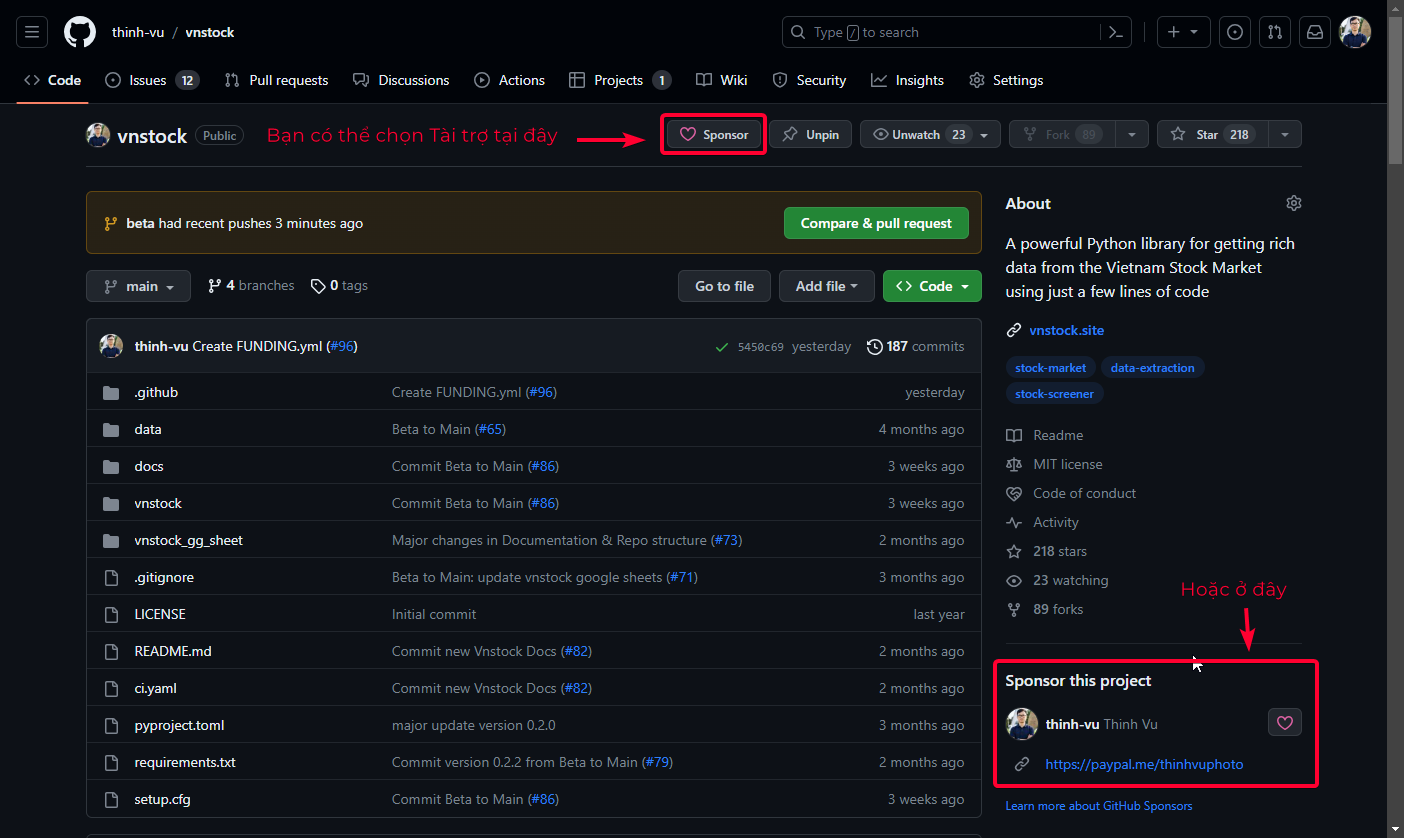 thinh-vu / vnstock
Type / to search
Code Issues 12 Pull requests Discussions Actions Projects 1 Wiki Security Insights Settings
vnstock Public Bạn có thể chọn Tài trợ tại đây Sponsor Unpin Unwatch 23 Fork 89 Star 218
beta had recent pushes 3 minutes ago Compare & pull request
main 4 branches 0 tags Go to file Add file Code
thinh-vu Create FUNDING.yml (#96) 5450c69 yesterday 187 commits
.github Create FUNDING.yml (#96) yesterday
data Beta to Main (#65) 4 months ago
docs Commit Beta to Main (#86) 3 weeks ago
vnstock Commit Beta to Main (#86) 3 weeks ago
vnstock_gg_sheet Major changes in Documentation & Repo structure (#73) 2 months ago
.gitignore Beta to Main: update vnstock google sheets (#71) 3 months ago
LICENSE Initial commit last year
README.md Commit new Vnstock Docs (#82) 2 months ago
ci.yaml Commit new Vnstock Docs (#82) 2 months ago
pyproject.toml major update version 0.2.0 3 months ago
requirements.txt Commit version 0.2.2 from Beta to Main (#79) 2 months ago
setup.cfg Commit Beta to Main (#86) 3 weeks ago
About
A powerful Python library for getting rich
data from the Vietnam Stock Market
using just a few lines of code
vnstock.site
stock-market data-extraction
stock-screener
Readme
MIT license
Code of conduct
Activity
218 stars
23 watching
89 forks
Hoặc ở đây
Sponsor this project
thinh-vu Thinh Vu
https://paypal.me/thinhvuphoto
Learn more about GitHub Sponsors